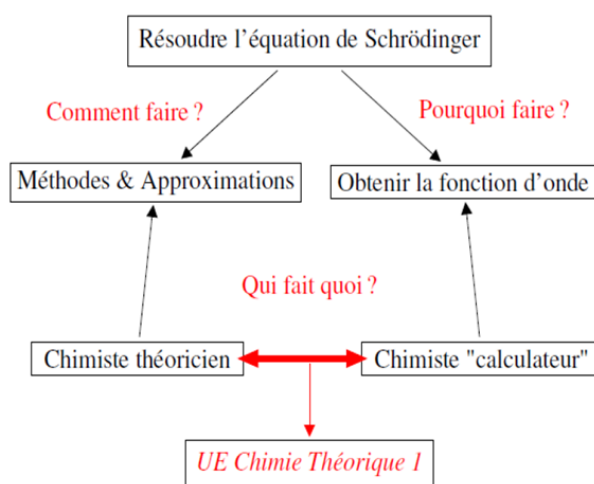 Résoudre l'équation de Schrödinger
Comment faire ?
Pourquoi faire ?
Méthodes & Approximations
Obtenir la fonction d'onde
Qui fait quoi ?
Chimiste théoricien
Chimiste "calculateur"
UE Chimie Théorique 1